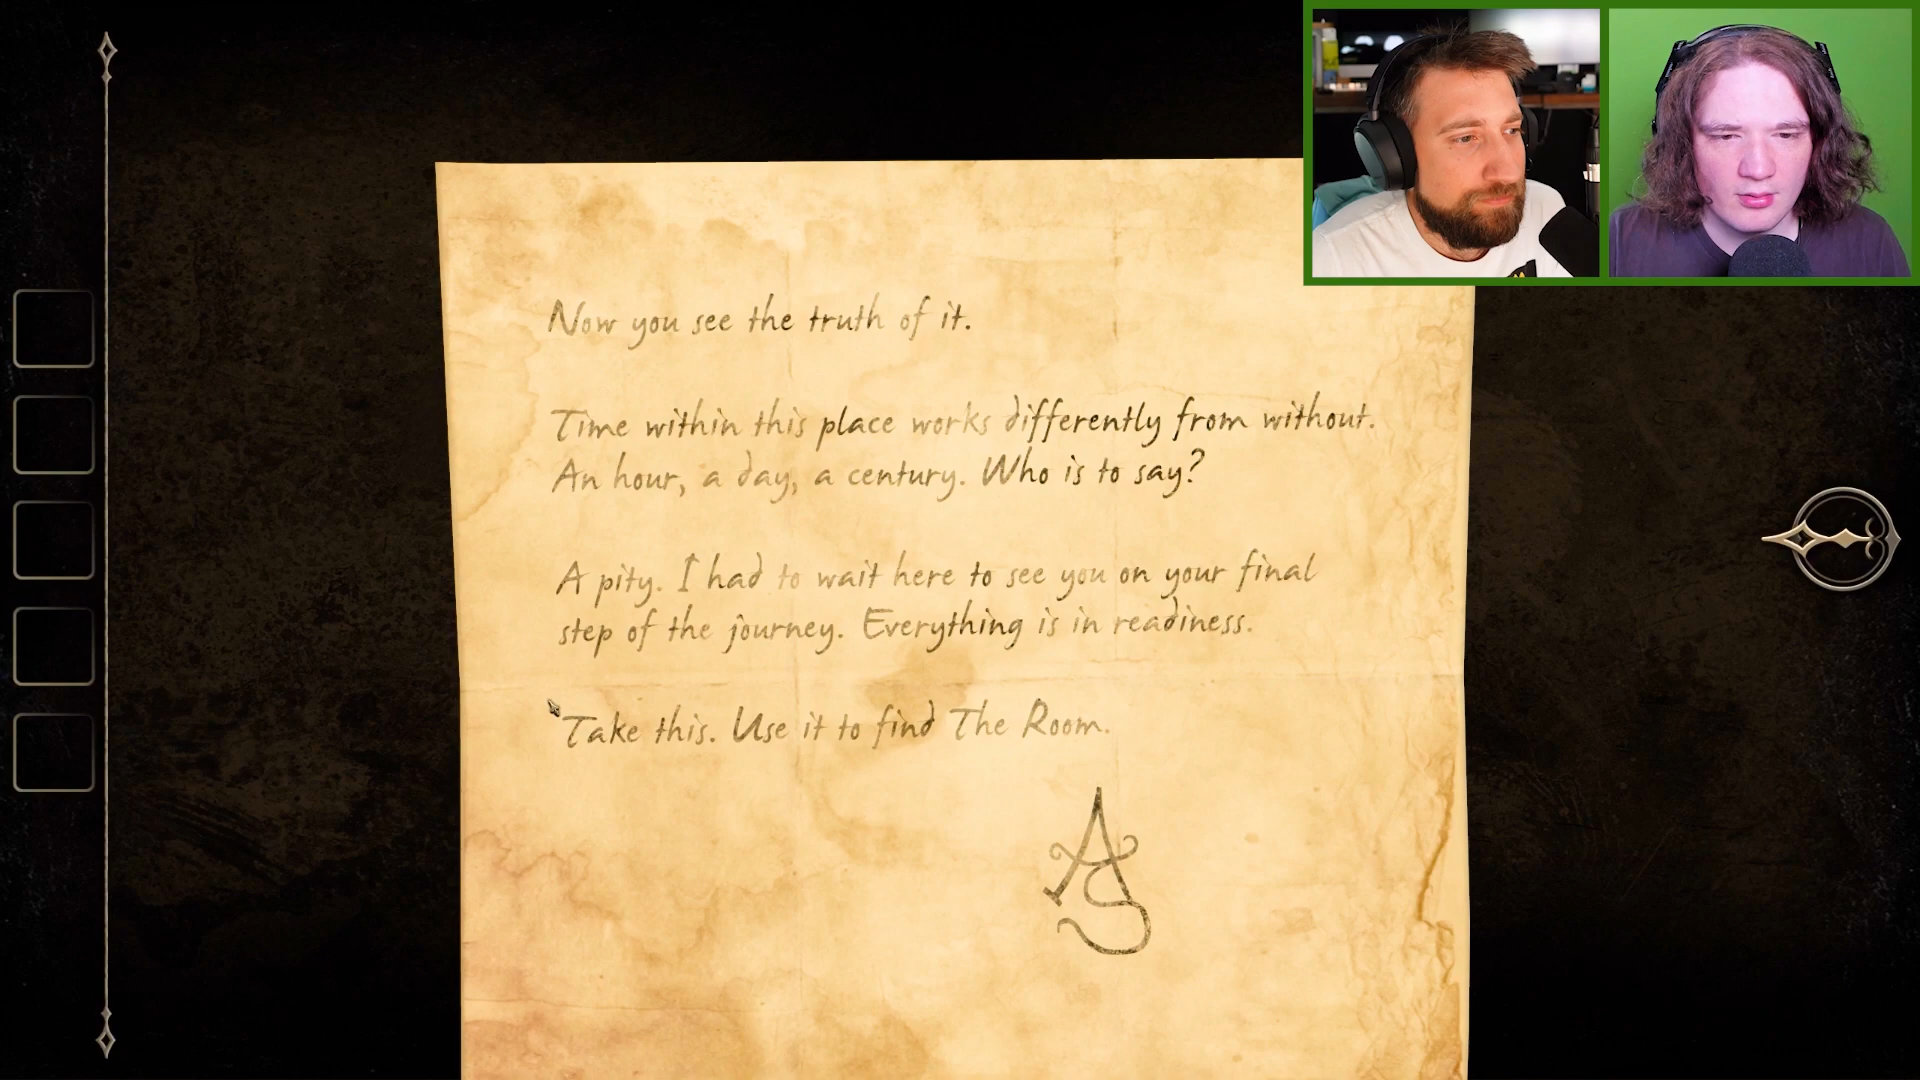 Now you see the truth of it.
Time within this place works differently from without.
An hour, a day, a century. Who is to say?
A pity. I had to wait here to see you on your final
step of the journey. Everything is in readiness.
Take this. Use it to find The Room.
AS